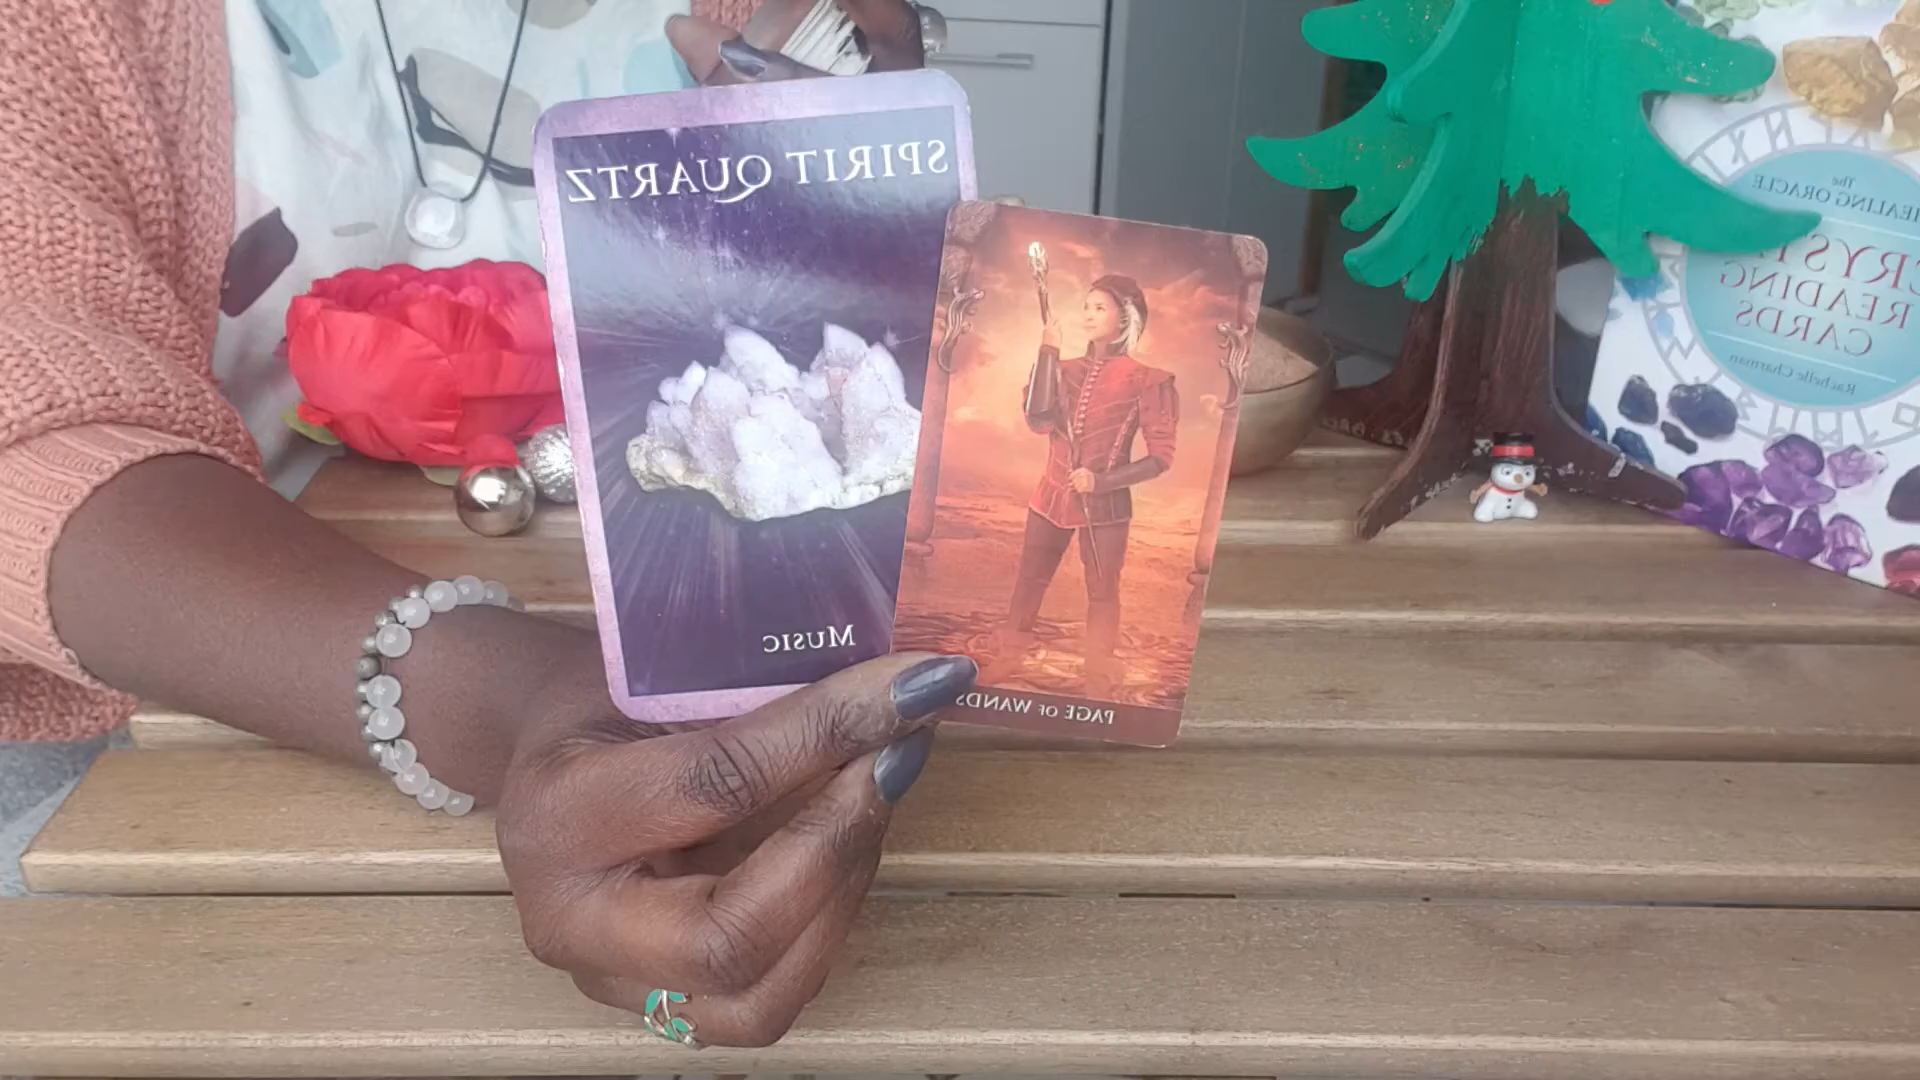 SPIRIT QUARTZ
MUSIC
PAGE OF WANDS
The
HEALING ORACLE
CRYSTAL
READING
CARDS
Rachelle Charman